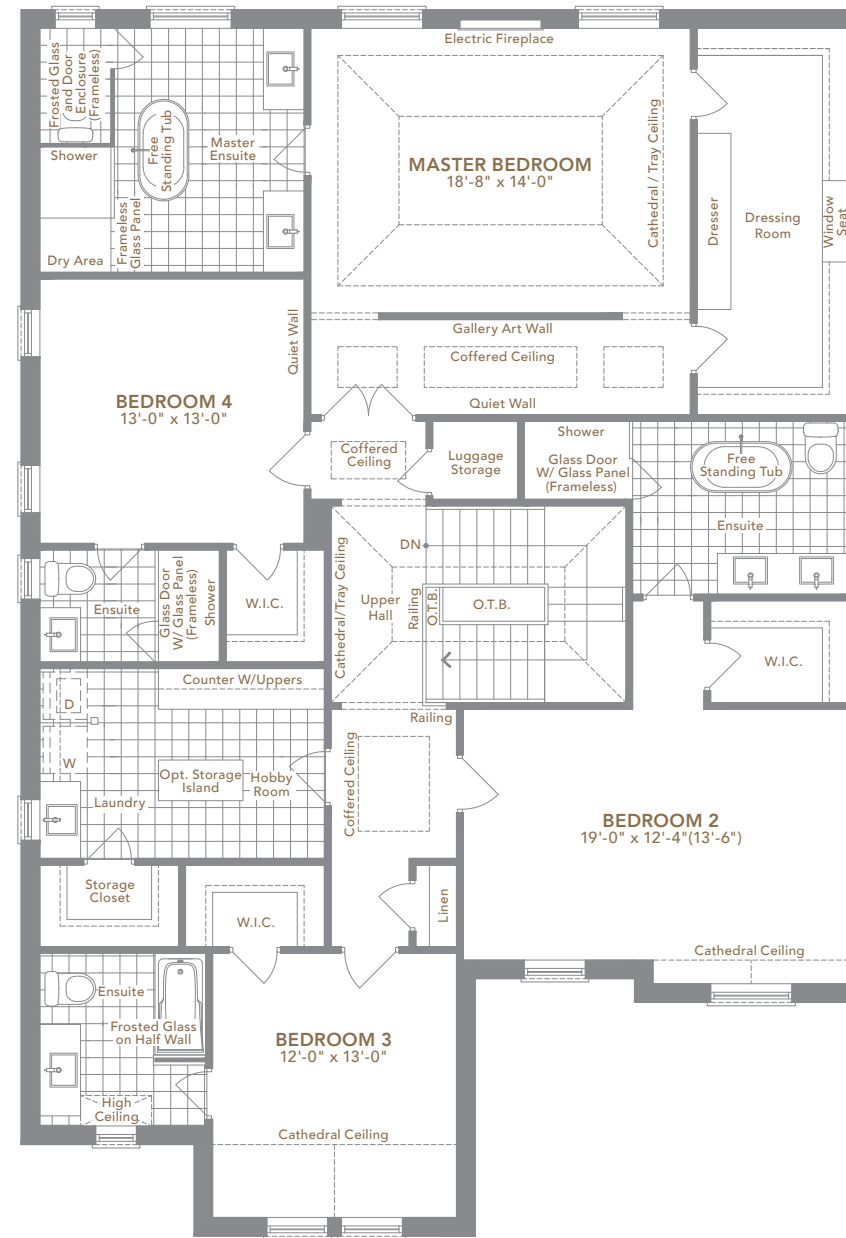 Electric Fireplace
Frosted Glass
and Door
Enclosure
(Frameless)
Shower
Free
Standing Tub
Master
Ensuite
Frameless
Glass Panel
Dry Area
MASTER BEDROOM
18'-8" x 14'-0"
Cathedral / Tray Ceiling
Dresser
Dressing
Room
Window
Seat
Gallery Art Wall
Coffered Ceiling
Quiet Wall
Quiet Wall
BEDROOM 4
13'-0" x 13'-0"
Coffered
Ceiling
Luggage
Storage
Shower
Glass Door
W/ Glass Panel
(Frameless)
Free
Standing Tub
Ensuite
DN
Cathedral/Tray Ceiling
Upper
Hall
Railing
O.T.B.
O.T.B.
Ensuite
Glass Door
W/ Glass Panel
(Frameless)
Shower
W.I.C.
W.I.C.
Counter W/Uppers
D
W
Opt. Storage
Island
Hobby
Room
Laundry
Railing
Coffered Ceiling
BEDROOM 2
19'-0" x 12'-4"(13'-6")
Storage
Closet
W.I.C.
Linen
Cathedral Ceiling
Ensuite
Frosted Glass
on Half Wall
BEDROOM 3
12'-0" x 13'-0"
High
Ceiling
Cathedral Ceiling